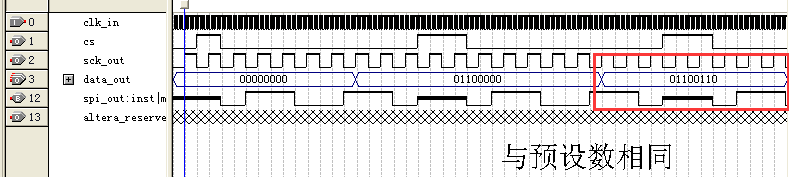 0 clk_in
1 cs
2 sck_out
3 data_out 00000000 01100000 01100110
12 spi_out:inst|m
13 altera_reserve
与预设数相同